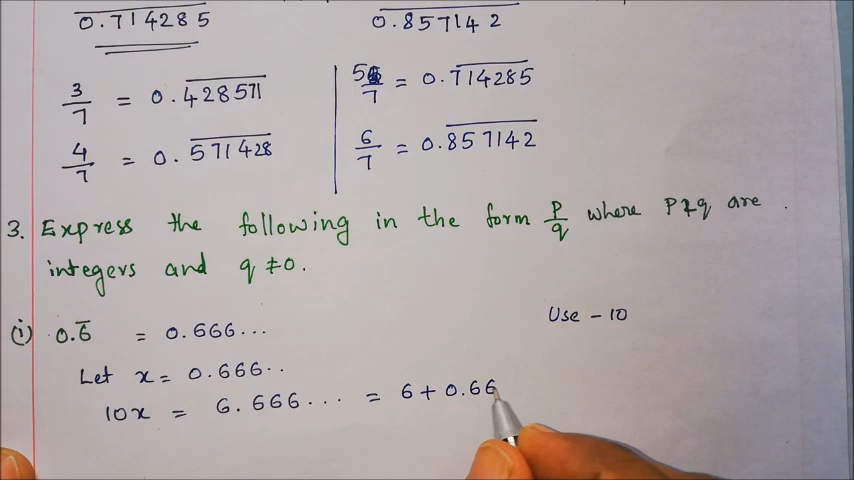 0.714285
0.857142
3/7 = 0.428571
4/7 = 0.571428
5/7 = 0.714285
6/7 = 0.857142
3. Express the following in the form P/q where P & q are.
integers and q ≠ 0.
(i) 0.6̅ = 0.666...
Use - 10
Let x = 0.666..
10x = 6.666... = 6 + 0.66